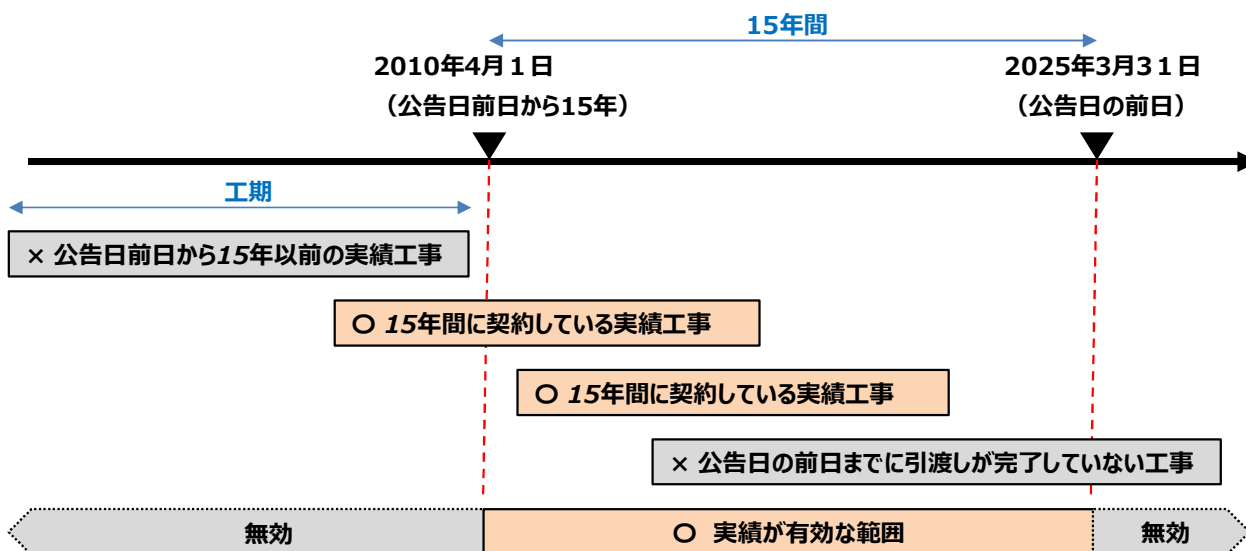 15年間
2010年4月1日
（公告日前日から15年）
2025年3月31日
（公告日の前日）
工期
× 公告日前日から15年以前の実績工事
〇 15年間に契約している実績工事
〇 15年間に契約している実績工事
× 公告日の前日までに引渡しが完了していない工事
無効
〇 実績が有効な範囲
無効